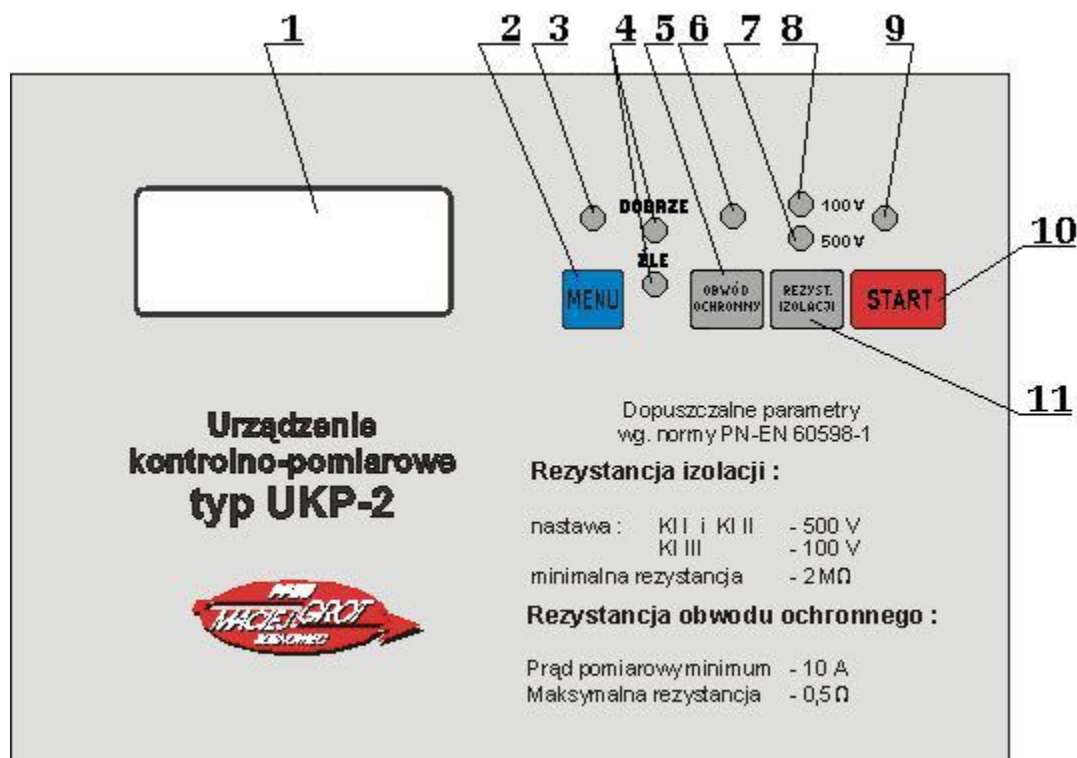 1 2 3 4 5 6 7 8 9
DOBRZE
100 V
500 V
10
ZLE
MENU
OBWÓD
OCHRONNY
REZYST.
IZOLACJI
START
11
Urządzenie
kontrolno-pomiarowe
typ UKP-2
MACIEJ GROT
Dopuszczalne parametry
wg. normy PN-EN 60598-1
Rezystancja izolacji :
nastawa : Kl I i Kl II - 500 V
Kl III - 100 V
minimalna rezystancja - 2 MΩ
Rezystancja obwodu ochronnego :
Prąd pomiarowy minimum - 10 A
Maksymalna rezystancja - 0,5 Ω